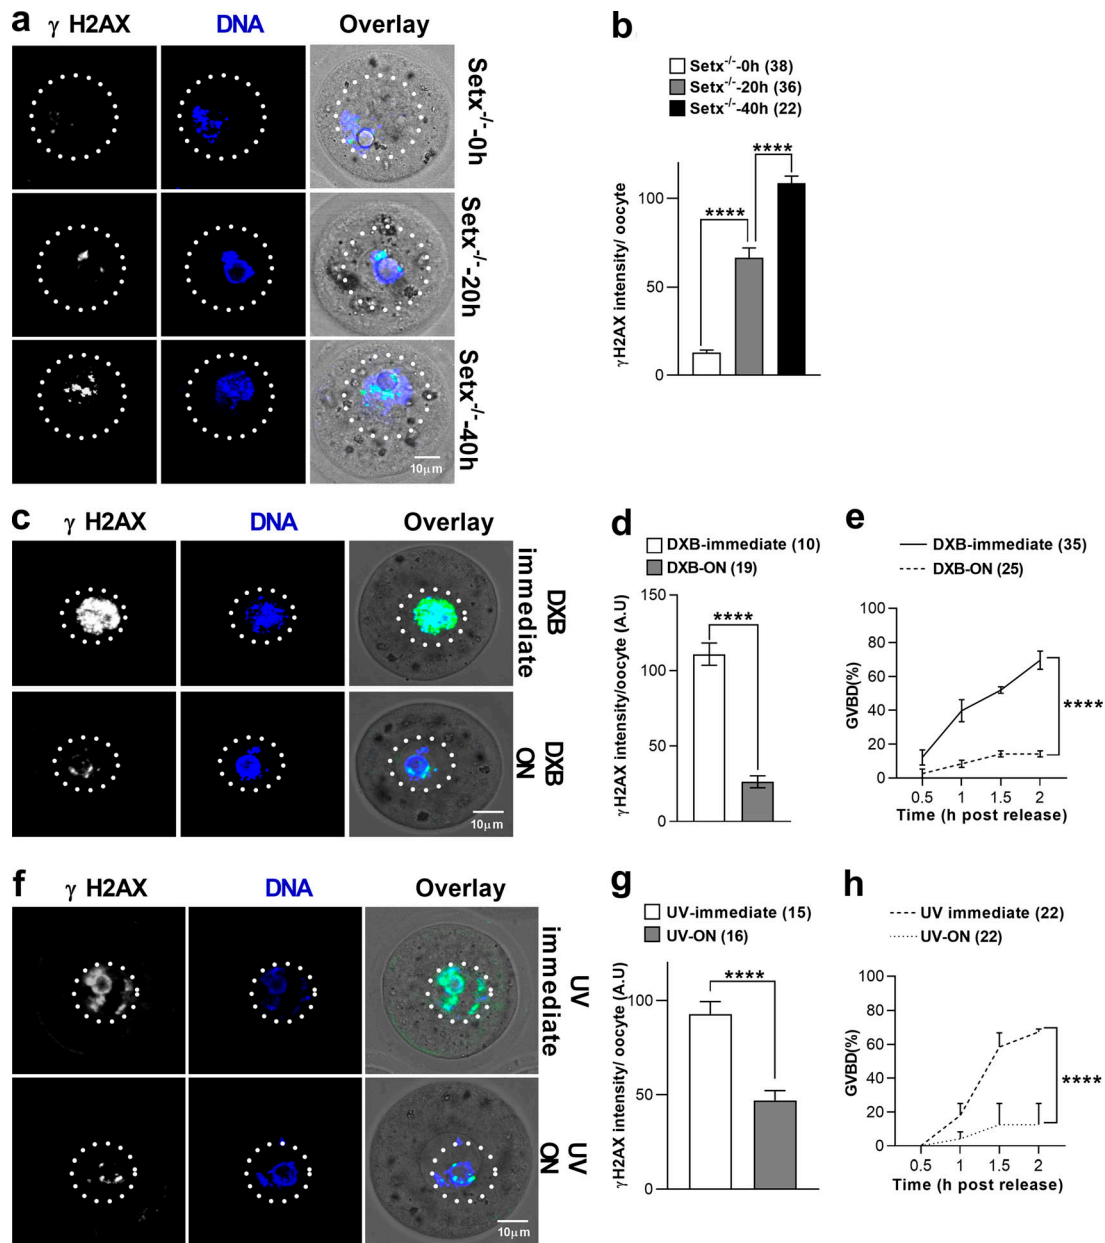 a
γ H2AX
DNA
Overlay
Setx-/--0h
Setx-/--20h
Setx-/--40h
10μm
b
Setx-/--0h (38)
Setx-/--20h (36)
Setx-/--40h (22)
γH2AX intensity/ oocyte
100
50
0
****
****
c
γ H2AX
DNA
Overlay
DXB
immediate
DXB
ON
10μm
d
DXB-immediate (10)
DXB-ON (19)
γH2AX intensity/oocyte (A.U)
150
100
50
0
****
e
DXB-immediate (35)
DXB-ON (25)
GVBD(%)
100
80
60
40
20
0
****
0.5 1 1.5 2
Time (h post release)
f
γ H2AX
DNA
Overlay
UV
immediate
UV
ON
10μm
g
UV-immediate (15)
UV-ON (16)
γH2AX intensity/ oocyte (A.U)
100
50
0
****
h
UV immediate (22)
UV-ON (22)
GVBD(%)
100
80
60
40
20
0
****
0.5 1 1.5 2
Time (h post release)